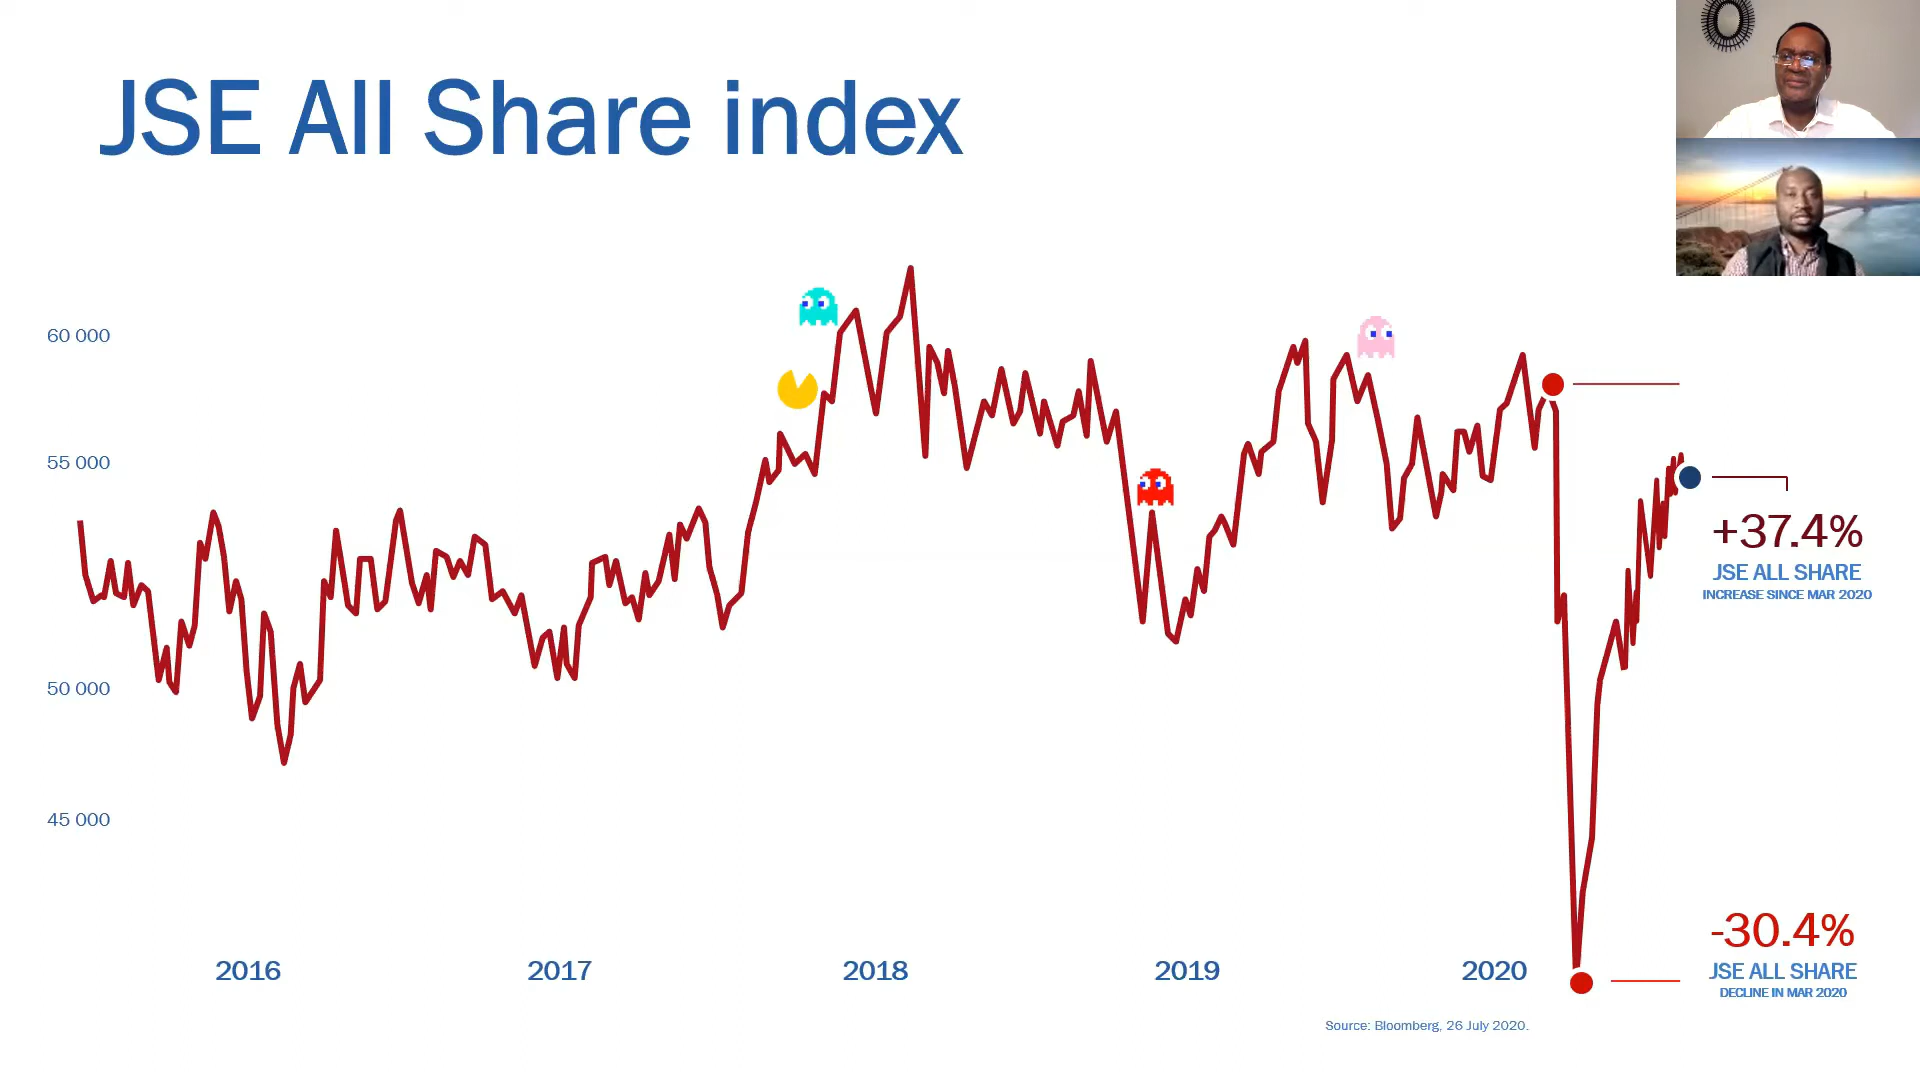 JSE All Share index
60 000
55 000
50 000
45 000
+37.4%
JSE ALL SHARE
INCREASE SINCE MAR 2020
-30.4%
JSE ALL SHARE
DECLINE IN MAR 2020
2016
2017
2018
2019
2020
Source: Bloomberg, 26 July 2020.